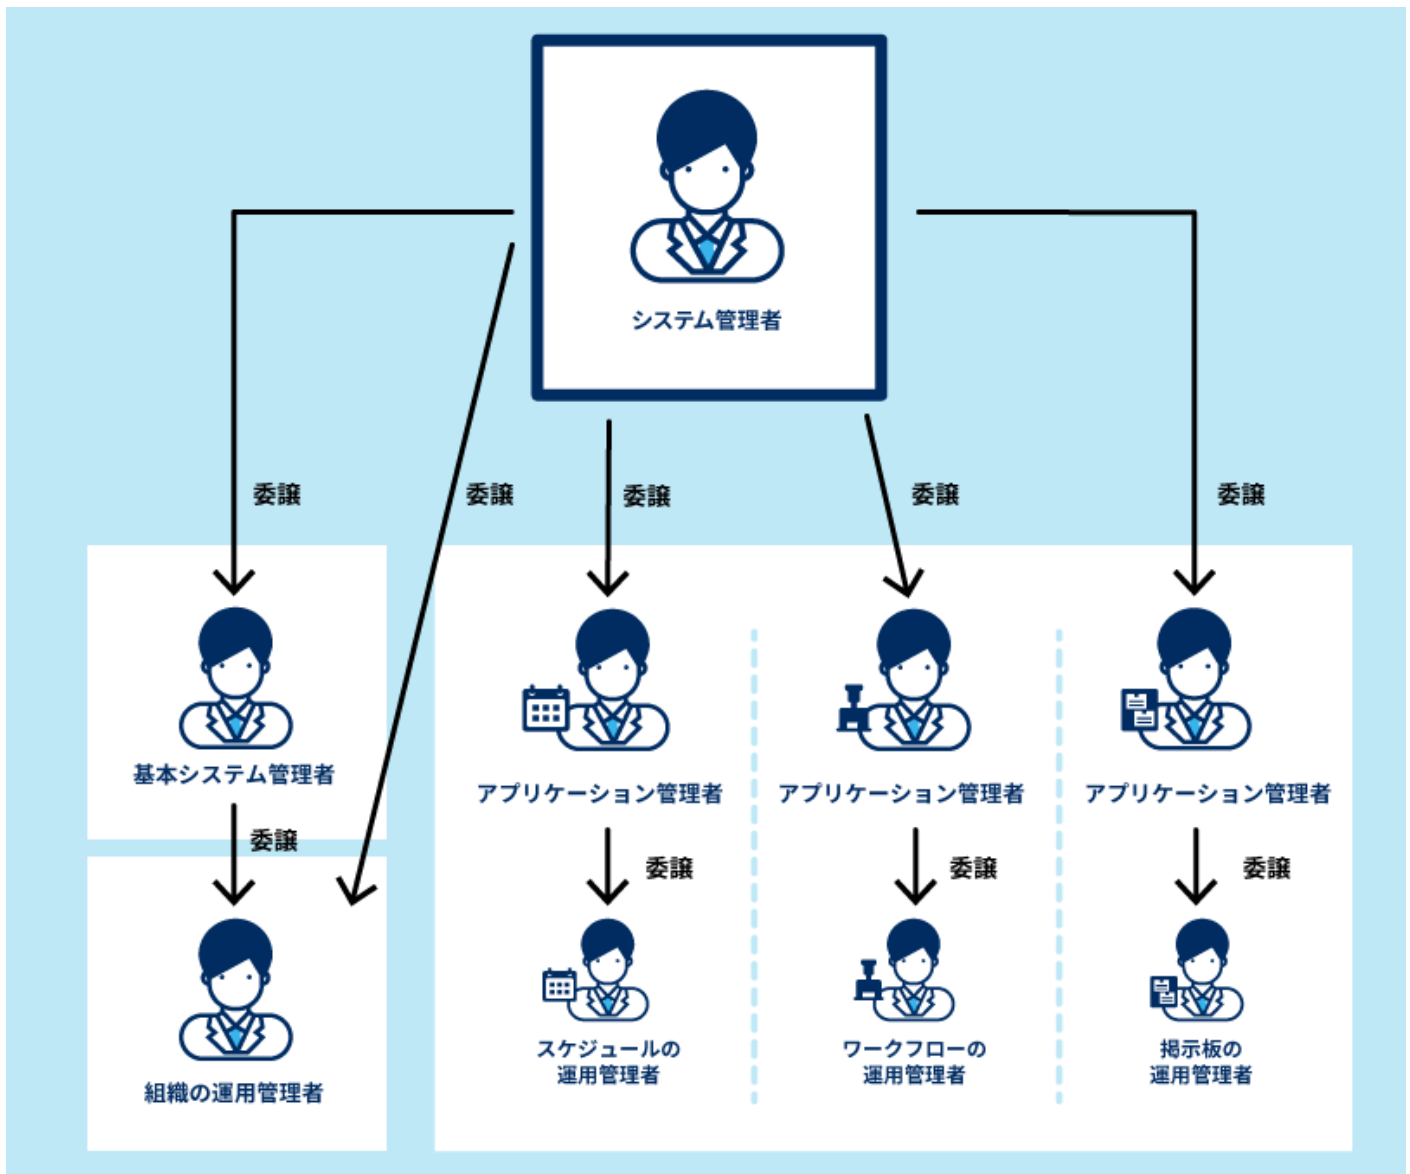 システム管理者
委譲
委譲
委譲
委譲
委譲
基本システム管理者
アプリケーション管理者
アプリケーション管理者
アプリケーション管理者
委譲
委譲
委譲
委譲
組織の運用管理者
スケジュールの
運用管理者
ワークフローの
運用管理者
掲示板の
運用管理者